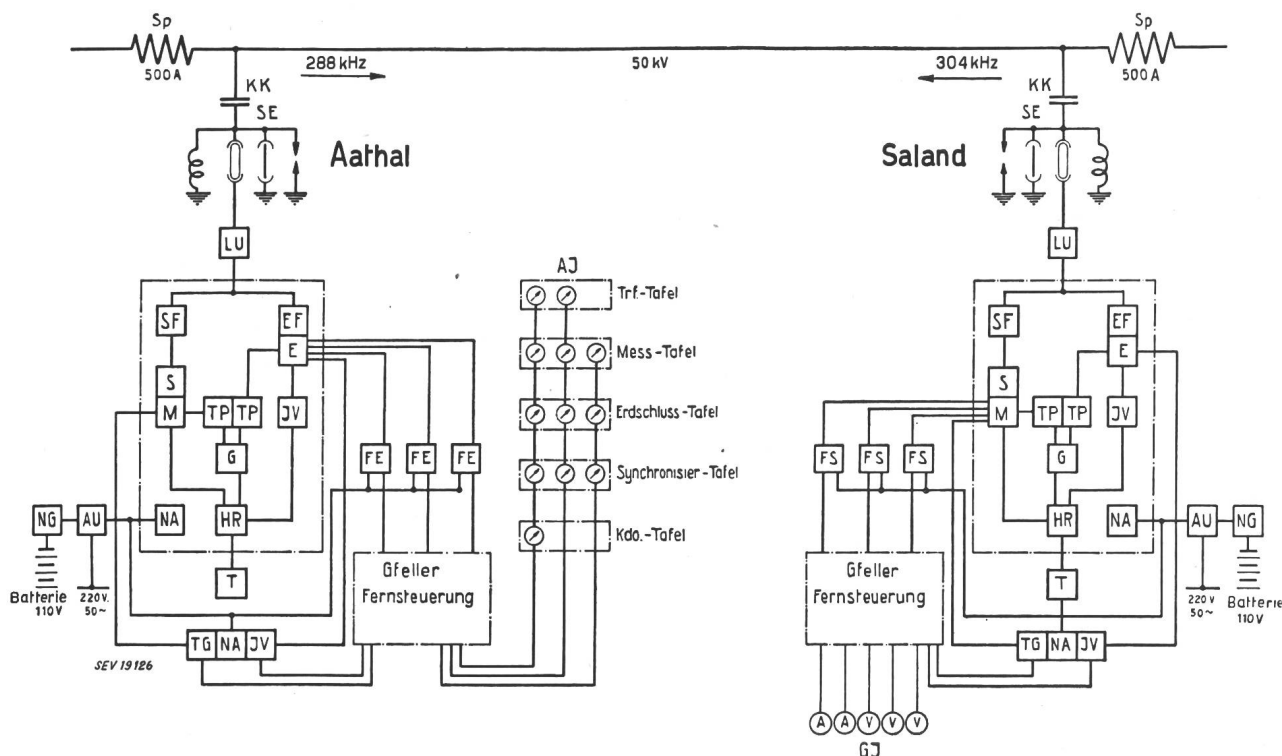 Sp
500A
288 kHz
50 kV
304 kHz
Sp
500A
KK
SE
Aathal
KK
SE
Saland
LU
SF
EF
E
S
M
TP
TP
JV
G
NG
AU
NA
HR
Batterie
110V
220V.
50~
T
TG
NA
JV
SEV 19126
FE
FE
FE
Gfeller
Fernsteuerung
AJ
Trf.-Tafel
Mess-Tafel
Erdschluss-Tafel
Synchronisier-Tafel
Kdo.-Tafel
LU
SF
EF
E
S
M
TP
TP
JV
G
FS
FS
FS
HR
NA
AU
NG
T
220V
50~
Batterie
110V
Gfeller
Fernsteuerung
TG
NA
JV
A
A
V
V
V
GJ